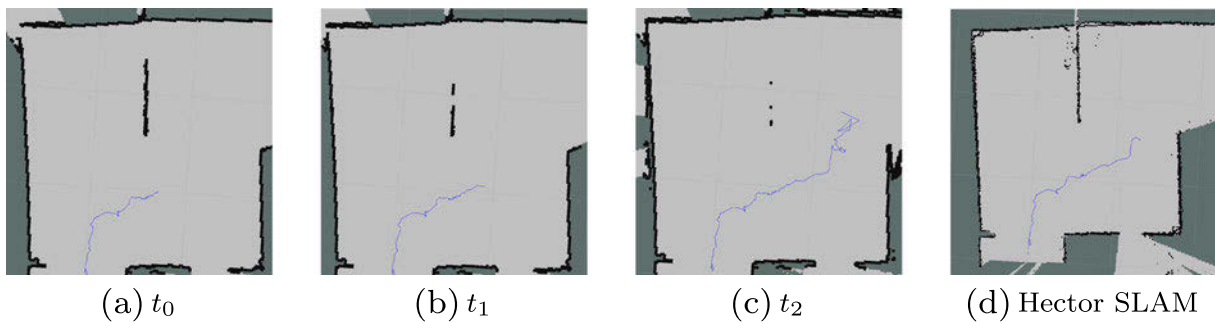 (a) t₀ (b) t₁ (c) t₂ (d) Hector SLAM